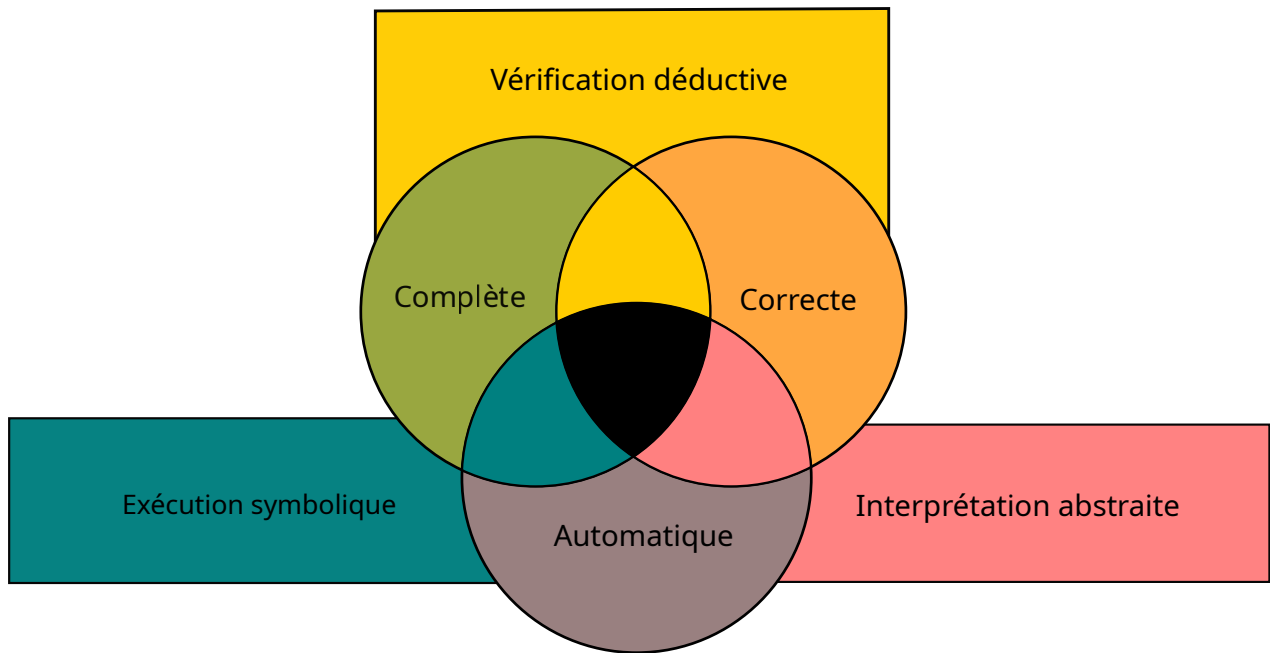 Vérification déductive
Complète
Correcte
Exécution symbolique
Automatique
Interprétation abstraite